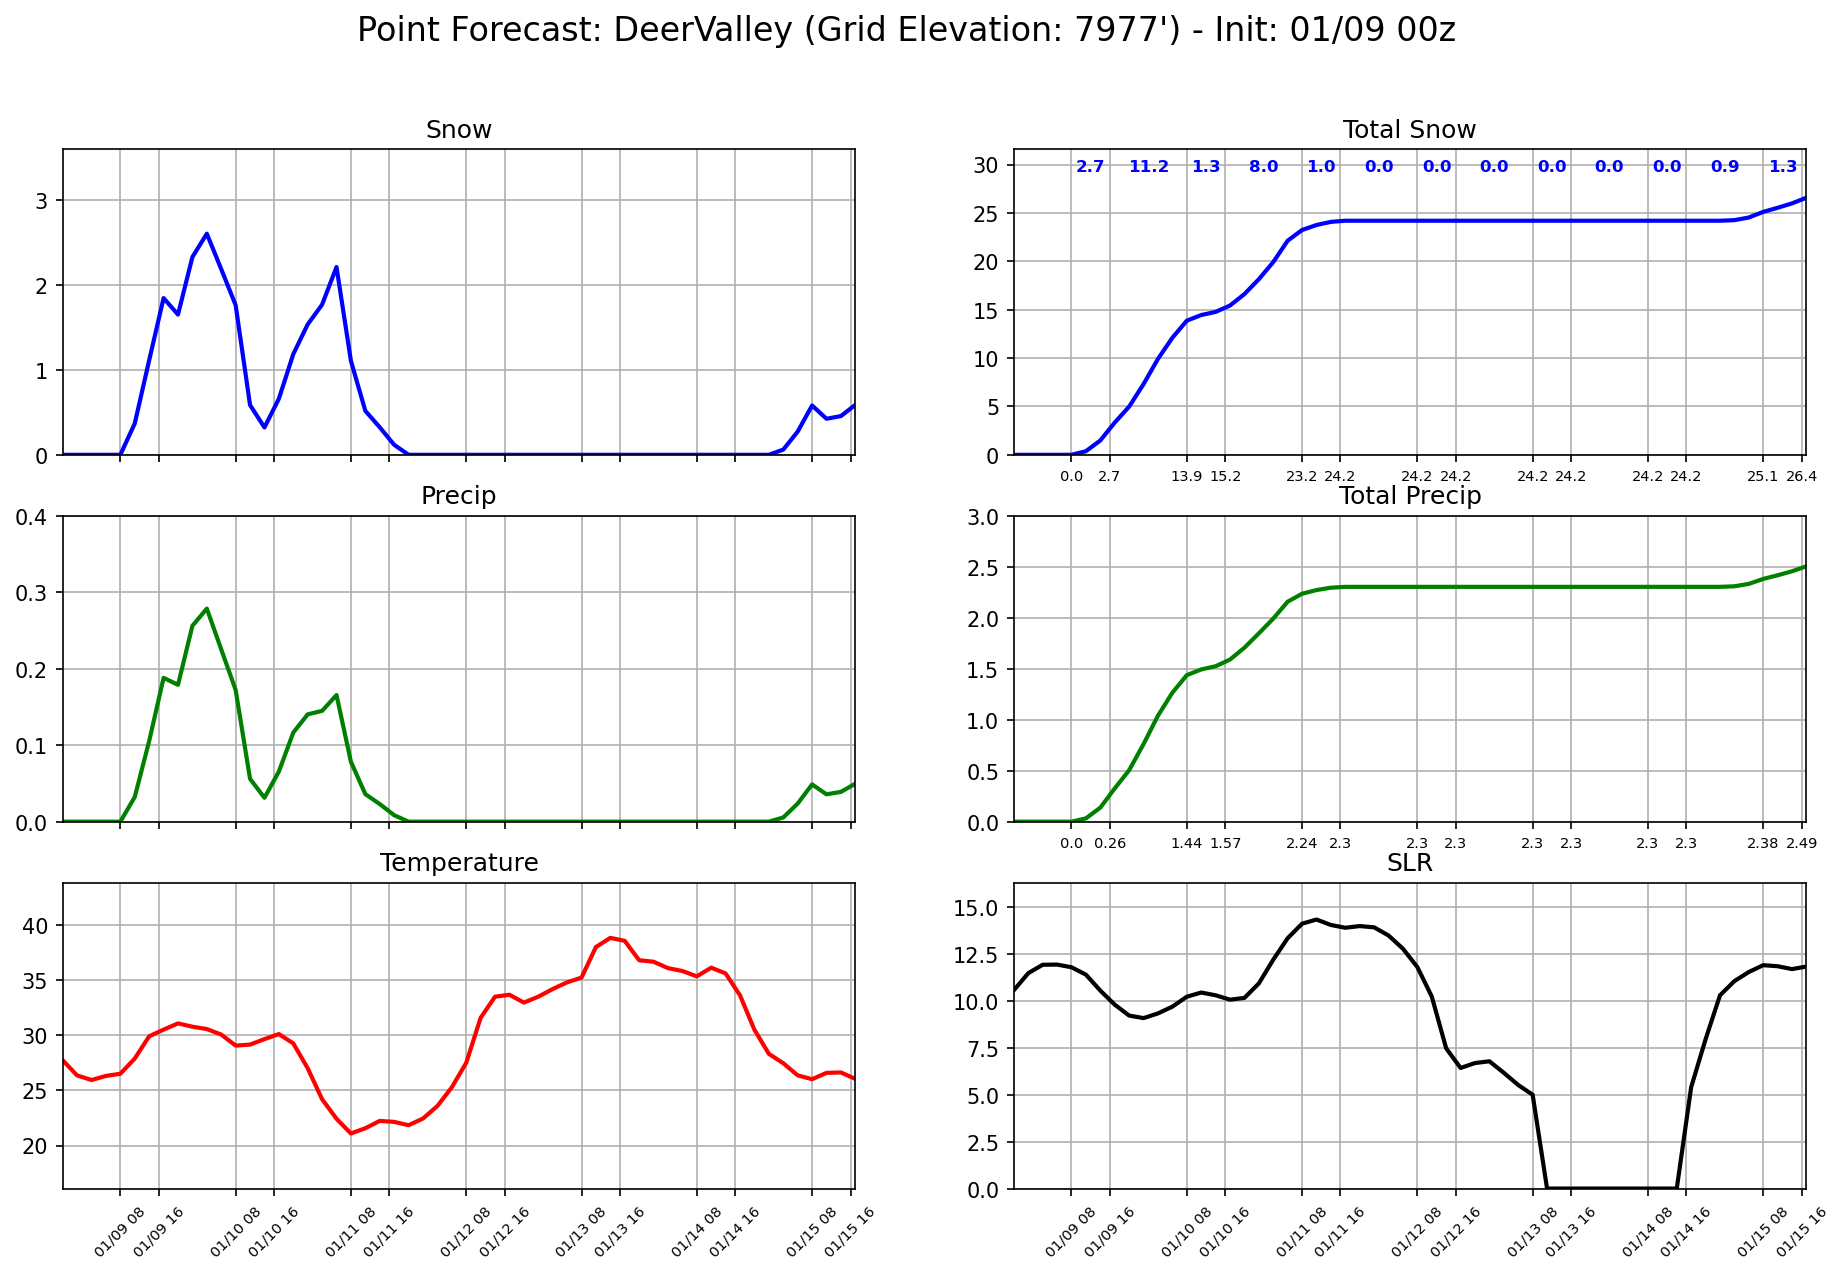 Point Forecast: DeerValley (Grid Elevation: 7977') - Init: 01/09 00z
Snow
3
2
1
0
Total Snow
2.7 11.2 1.3 8.0 1.0 0.0 0.0 0.0 0.0 0.0 0.0 0.9 1.3
30
25
20
15
10
5
0
0.0 2.7 13.9 15.2 23.2 24.2 24.2 24.2 24.2 24.2 24.2 24.2 25.1 26.4
Precip
0.4
0.3
0.2
0.1
0.0
Total Precip
3.0
2.5
2.0
1.5
1.0
0.5
0.0
0.0 0.26 1.44 1.57 2.24 2.3 2.3 2.3 2.3 2.3 2.3 2.3 2.38 2.49
Temperature
40
35
30
25
20
01/09 08 01/09 16 01/10 08 01/10 16 01/11 08 01/11 16 01/12 08 01/12 16 01/13 08 01/13 16 01/14 08 01/14 16 01/15 08 01/15 16
SLR
15.0
12.5
10.0
7.5
5.0
2.5
0.0
01/09 08 01/09 16 01/10 08 01/10 16 01/11 08 01/11 16 01/12 08 01/12 16 01/13 08 01/13 16 01/14 08 01/14 16 01/15 08 01/15 16